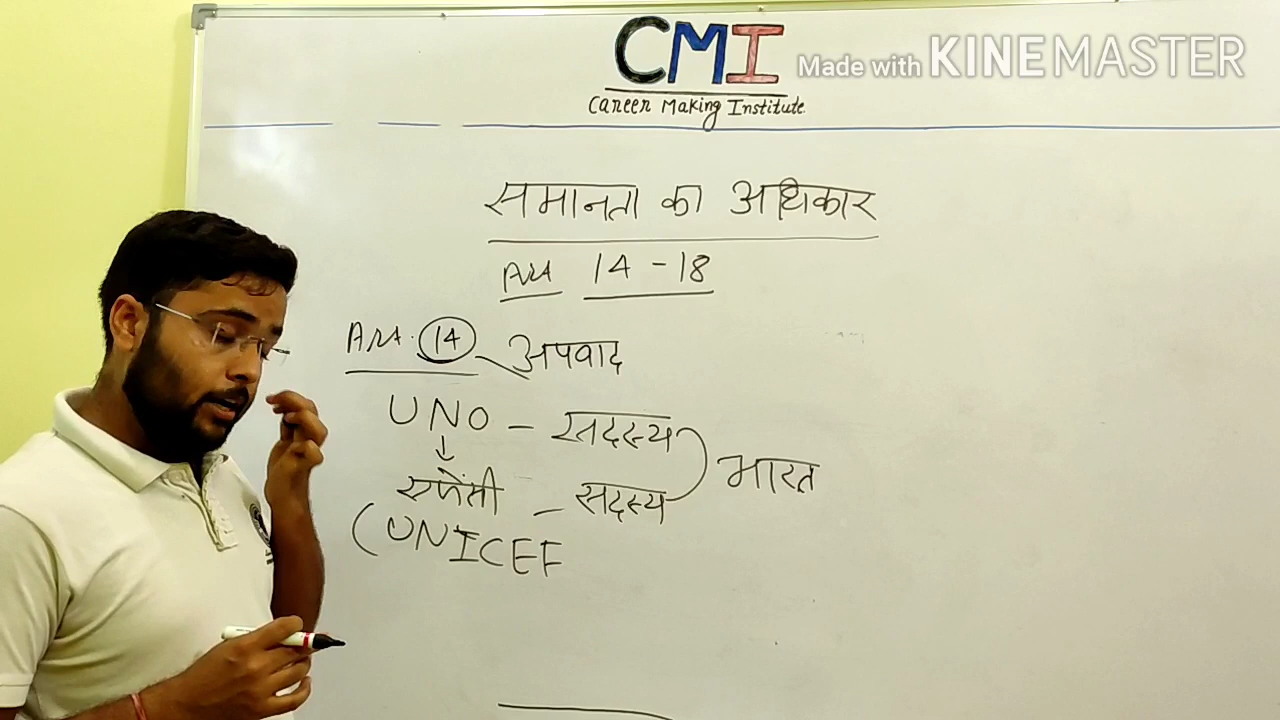 CMI
Made with KINEMASTER
Career Making Institute
समानता का अधिकार
Art 14 - 18
Art. 14 - अपवाद
UNO - सदस्य
भारत
एजेंसी - सदस्य
(UNICEF